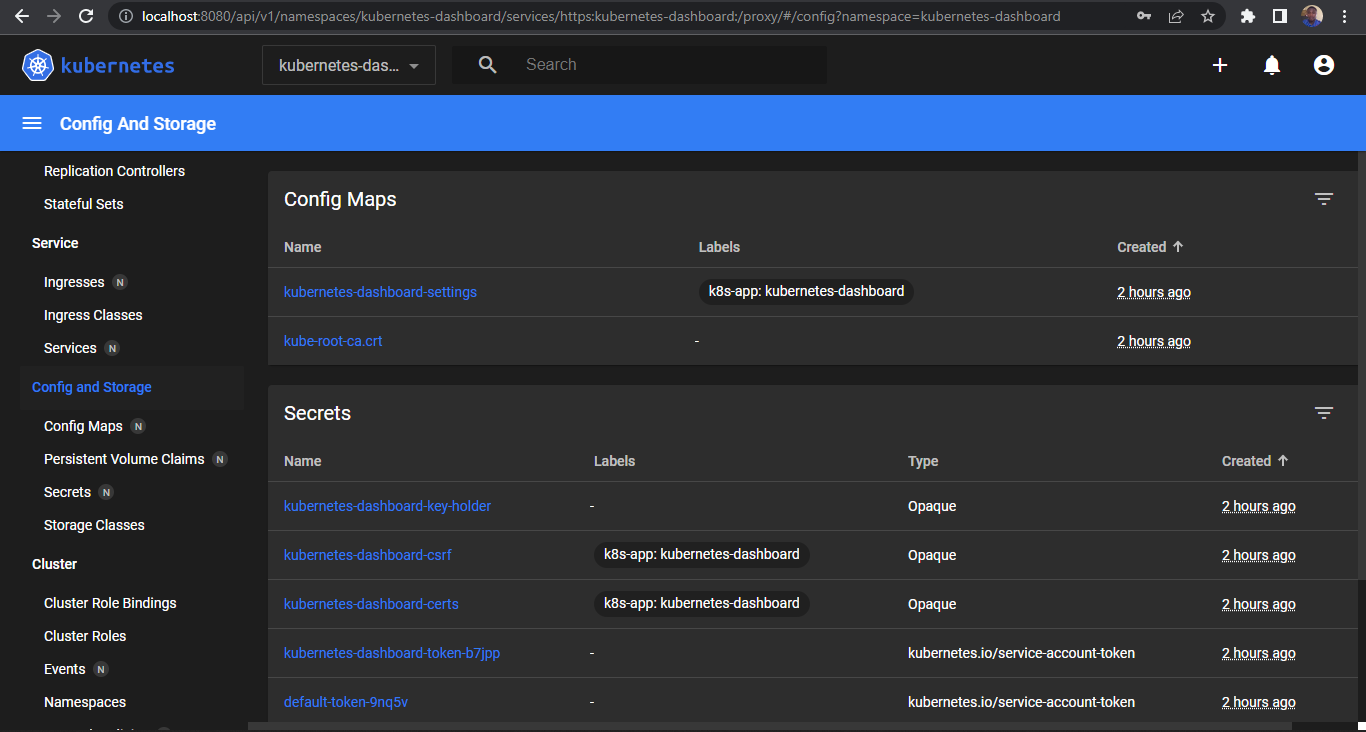 localhost:8080/api/v1/namespaces/kubernetes-dashboard/services/https:kubernetes-dashboard:/proxy/#/config?namespace=kubernetes-dashboard
kubernetes
kubernetes-das...
Search
Config And Storage
Replication Controllers
Stateful Sets
Service
Ingresses N
Ingress Classes
Services N
Config and Storage
Config Maps N
Persistent Volume Claims N
Secrets N
Storage Classes
Cluster
Cluster Role Bindings
Cluster Roles
Events N
Namespaces
Config Maps
Name Labels Created
kubernetes-dashboard-settings k8s-app: kubernetes-dashboard 2 hours ago
kube-root-ca.crt - 2 hours ago
Secrets
Name Labels Type Created
kubernetes-dashboard-key-holder - Opaque 2 hours ago
kubernetes-dashboard-csrf k8s-app: kubernetes-dashboard Opaque 2 hours ago
kubernetes-dashboard-certs k8s-app: kubernetes-dashboard Opaque 2 hours ago
kubernetes-dashboard-token-b7jpp - kubernetes.io/service-account-token 2 hours ago
default-token-9nq5v - kubernetes.io/service-account-token 2 hours ago